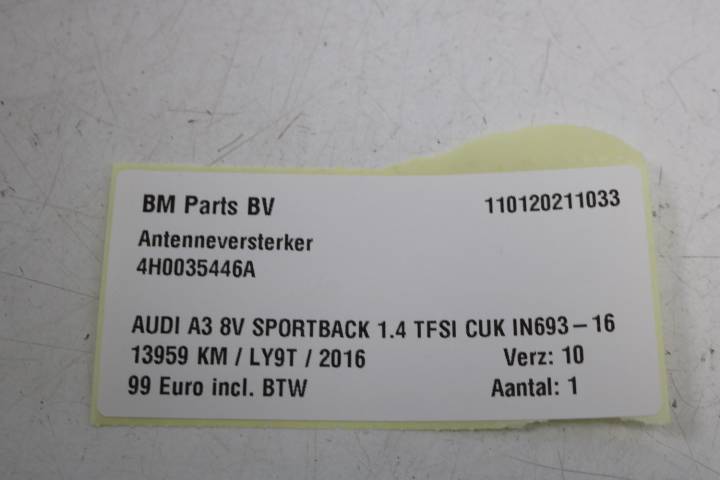 BM Parts BV 110120211033
Antenneversterker
4H0035446A
AUDI A3 8V SPORTBACK 1.4 TFSI CUK IN693-16
13959 KM / LY9T / 2016 Verz: 10
99 Euro incl. BTW Aantal: 1